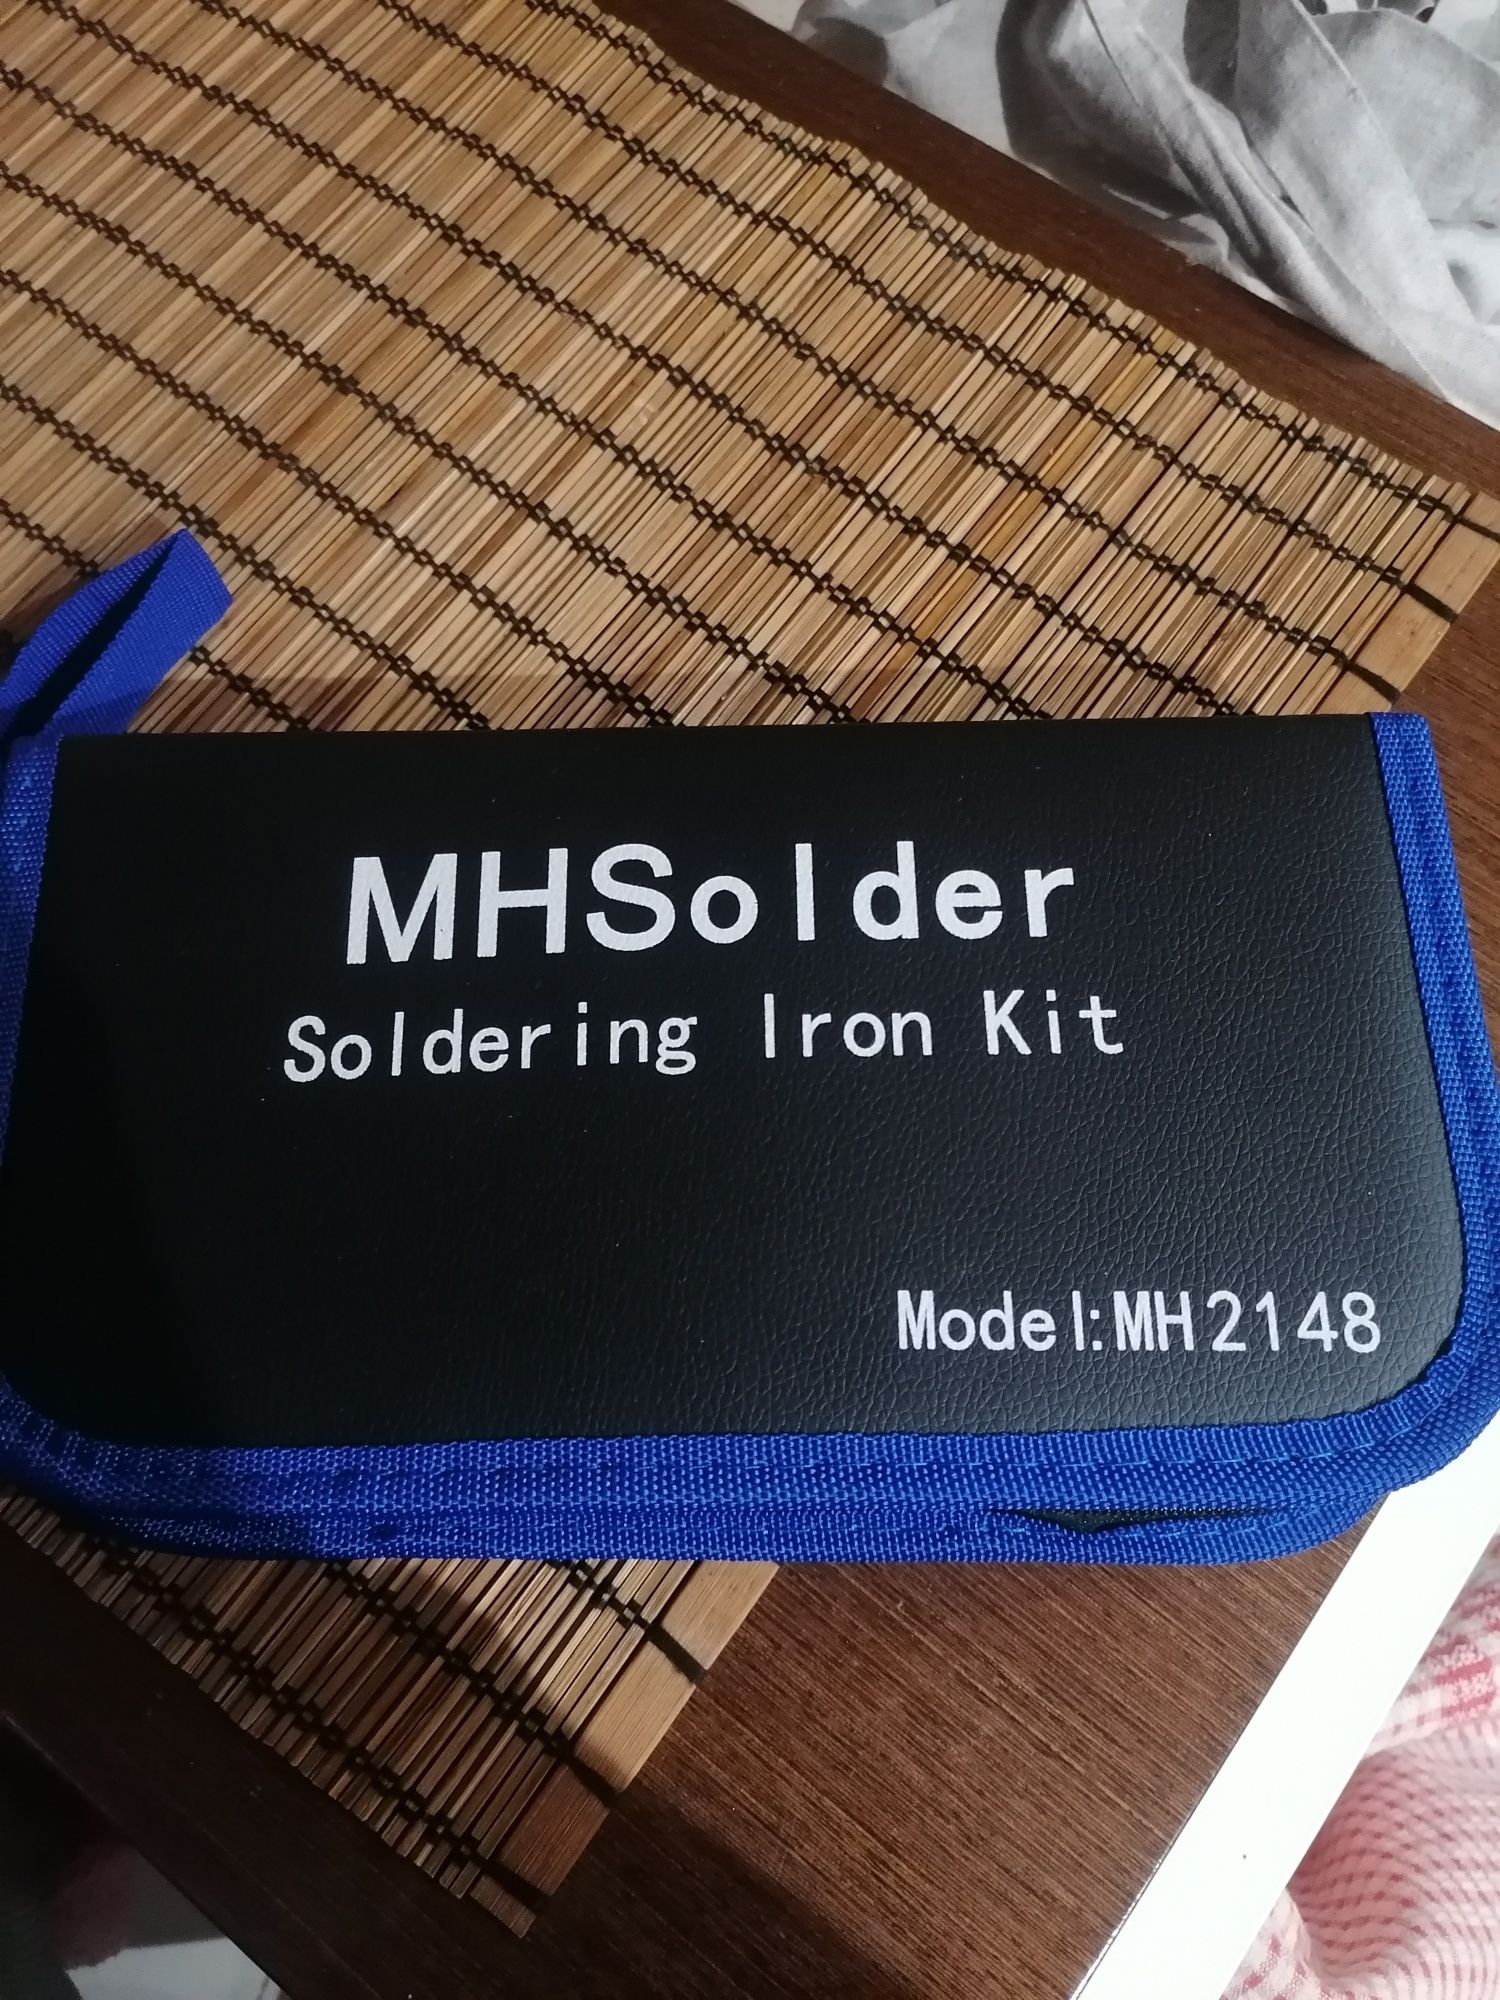 MHSolder
Soldering Iron Kit
Model:MH2148